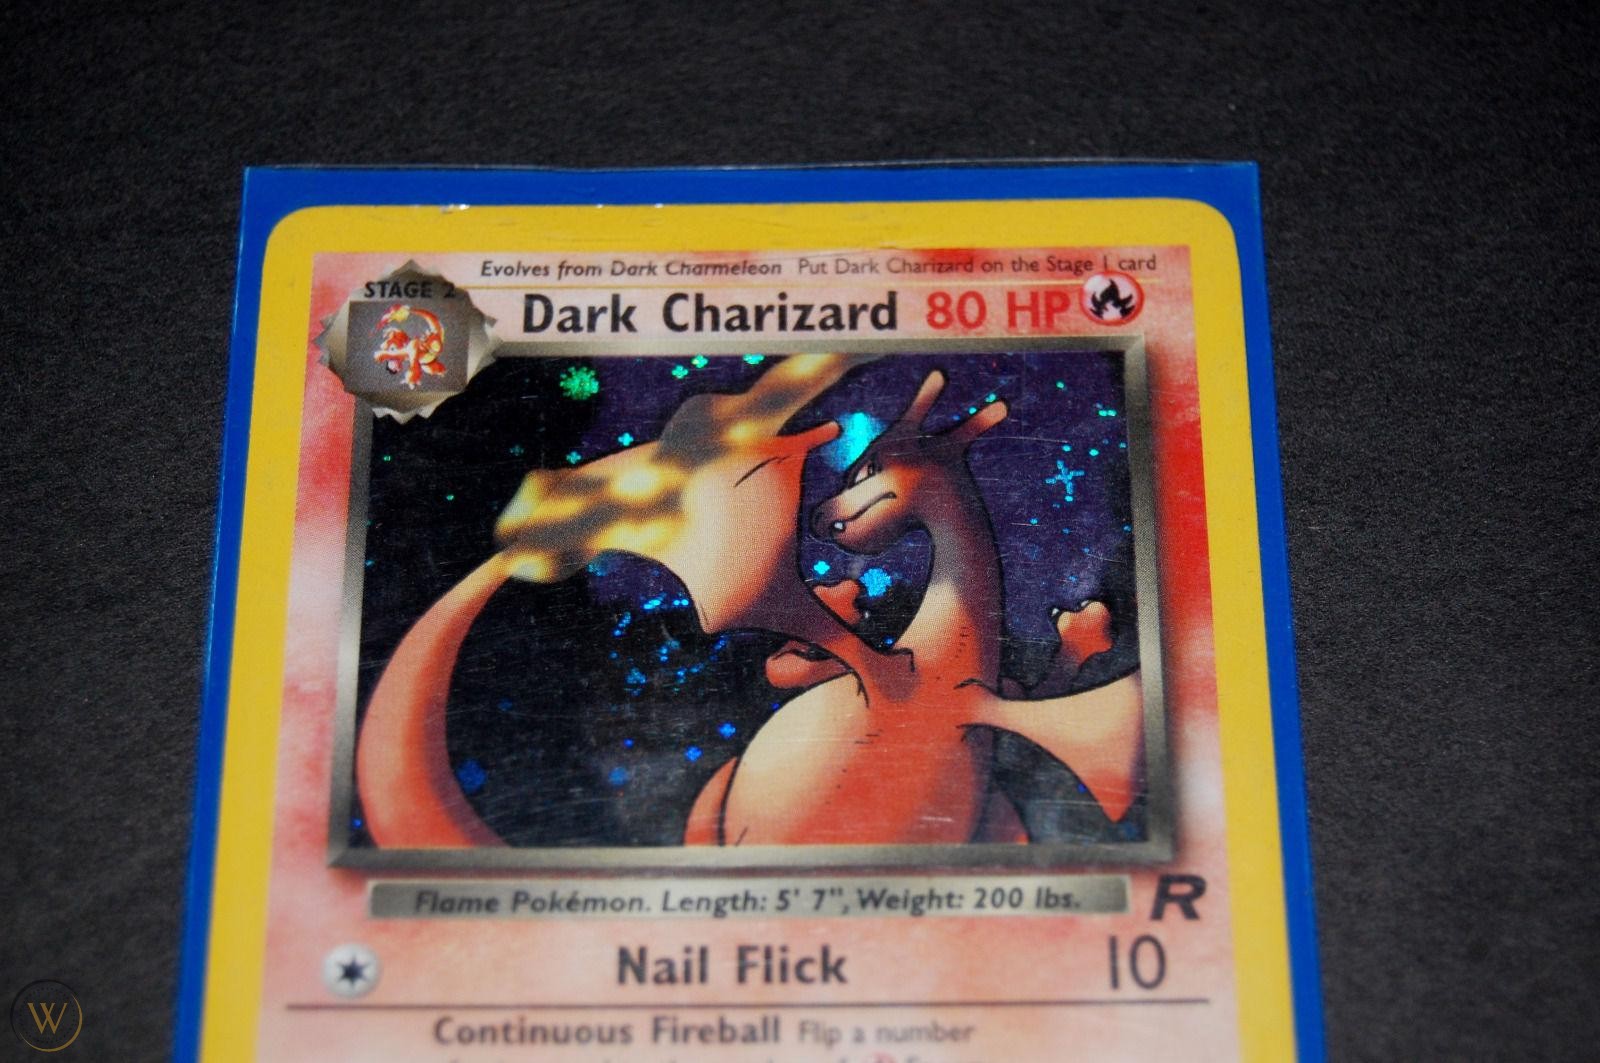 Evolves from Dark Charmeleon Put Dark Charizard on the Stage 1 card
STAGE 2
Dark Charizard 80 HP
Flame Pokémon. Length: 5' 7", Weight: 200 lbs.
R
Nail Flick 10
Continuous Fireball Flip a number
W